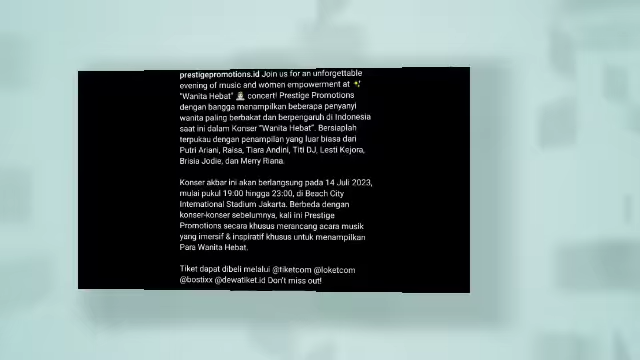 prestigepromotions.id Join us for an unforgettable
evening of music and women empowerment at ✨
"Wanita Hebat" 👩🏻‍🎤 concert! Prestige Promotions
dengan bangga menampilkan beberapa penyanyi
wanita paling berbakat dan berpengaruh di Indonesia
saat ini dalam Konser "Wanita Hebat". Bersiaplah
terpukau dengan penampilan yang luar biasa dari
Putri Ariani, Raisa, Tiara Andini, Titi DJ, Lesti Kejora,
Brisia Jodie, dan Merry Riana.
Konser akbar ini akan berlangsung pada 14 Juli 2023,
mulai pukul 19:00 hingga 23:00, di Beach City
International Stadium Jakarta. Berbeda dengan
konser-konser sebelumnya, kali ini Prestige
Promotions secara khusus merancang acara musik
yang imersif & inspiratif khusus untuk menampilkan
Para Wanita Hebat.
Tiket dapat dibeli melalui @tiketcom @loketcom
@bostixx @dewatiket.id Don't miss out!